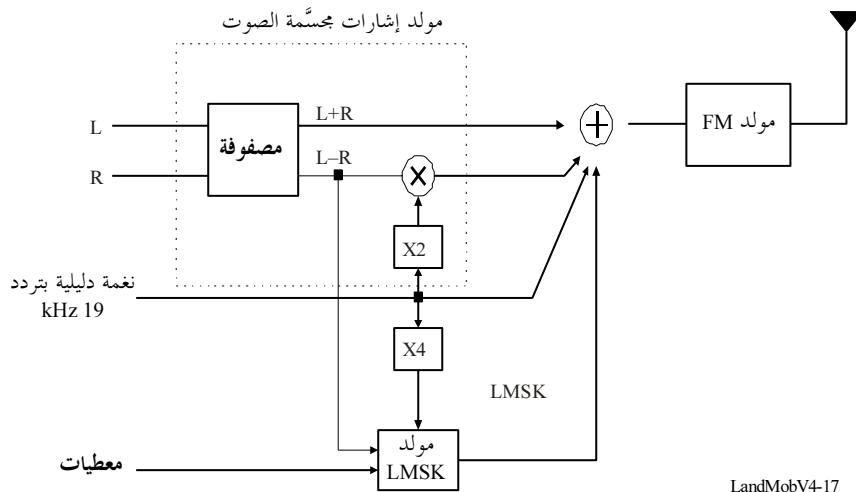 مولد إشارات مجسَّمة الصوت
L
R
مصفوفة
L+R
L–R
X
+
مولد FM
X2
نغمة دليلية بتردد
kHz 19
X4
LMSK
معطيات
مولد
LMSK
LandMobV4-17